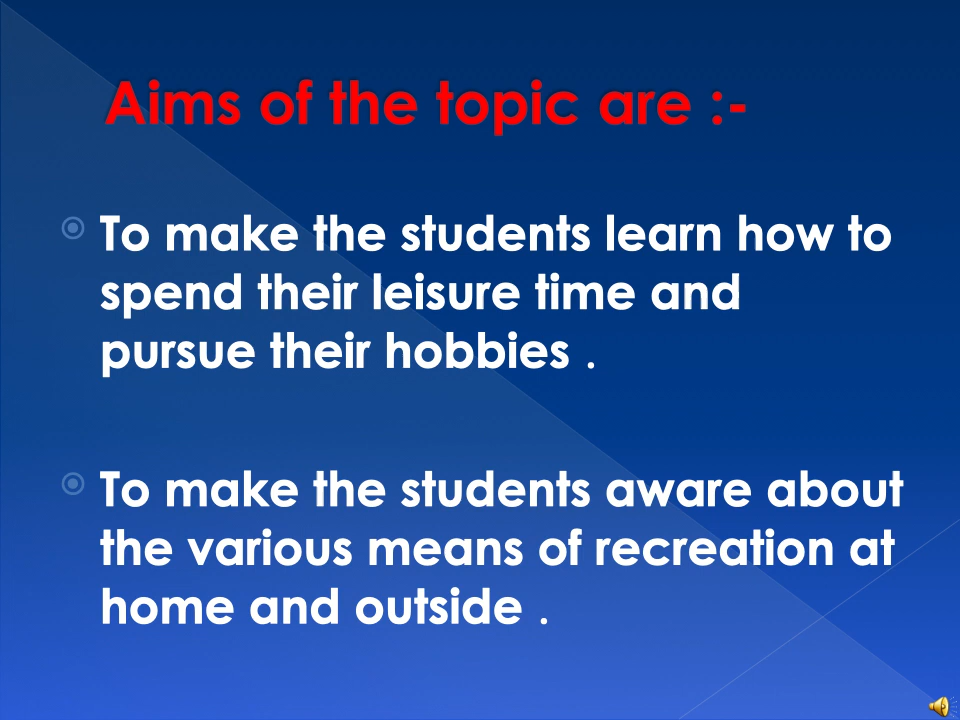 Aims of the topic are :-
To make the students learn how to
spend their leisure time and
pursue their hobbies .
To make the students aware about
the various means of recreation at
home and outside .